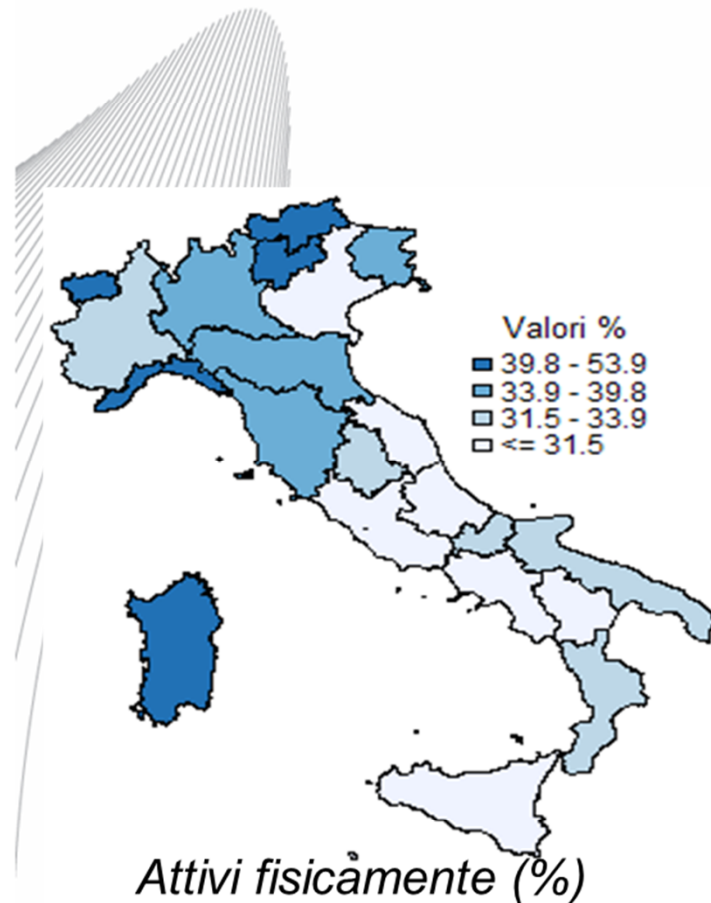 Valori %
39.8 - 53.9
33.9 - 39.8
31.5 - 33.9
<= 31.5
Attivi fisicamente (%)